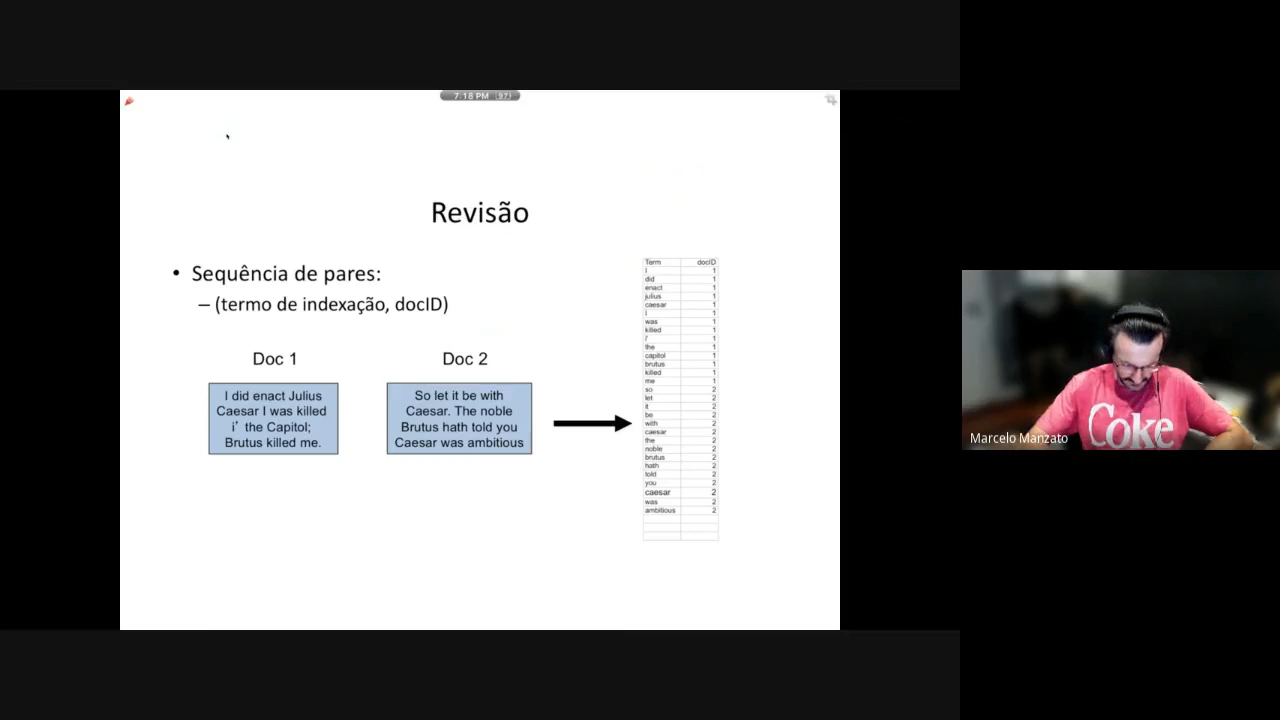 7:18 PM (97)
Revisão
• Sequência de pares:
– (termo de indexação, docID)
Doc 1
I did enact Julius
Caesar I was killed
i' the Capitol;
Brutus killed me.
Doc 2
So let it be with
Caesar. The noble
Brutus hath told you
Caesar was ambitious
Term docID
I 1
did 1
enact 1
julius 1
caesar 1
I 1
was 1
killed 1
i' 1
the 1
capitol 1
brutus 1
killed 1
me 1
so 2
let 2
it 2
be 2
with 2
caesar 2
the 2
noble 2
brutus 2
hath 2
told 2
you 2
caesar 2
was 2
ambitious 2
Coke
Marcelo Manzato